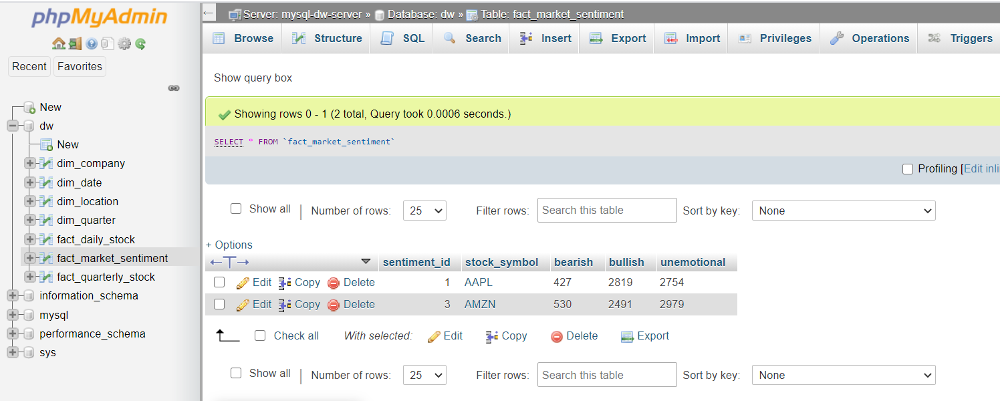 phpMyAdmin
Recent Favorites
New
dw
New
dim_company
dim_date
dim_location
dim_quarter
fact_daily_stock
fact_market_sentiment
fact_quarterly_stock
information_schema
mysql
performance_schema
sys
Server: mysql-dw-server » Database: dw » Table: fact_market_sentiment
Browse Structure SQL Search Insert Export Import Privileges Operations Triggers
Show query box
Showing rows 0 - 1 (2 total, Query took 0.0006 seconds.)
SELECT * FROM `fact_market_sentiment`
Profiling [Edit inli
Show all | Number of rows: 25 Filter rows: Search this table Sort by key: None
+ Options
←T→ sentiment_id stock_symbol bearish bullish unemotional
Edit Copy Delete 1 AAPL 427 2819 2754
Edit Copy Delete 3 AMZN 530 2491 2979
Check all With selected: Edit Copy Delete Export
Show all | Number of rows: 25 Filter rows: Search this table Sort by key: None